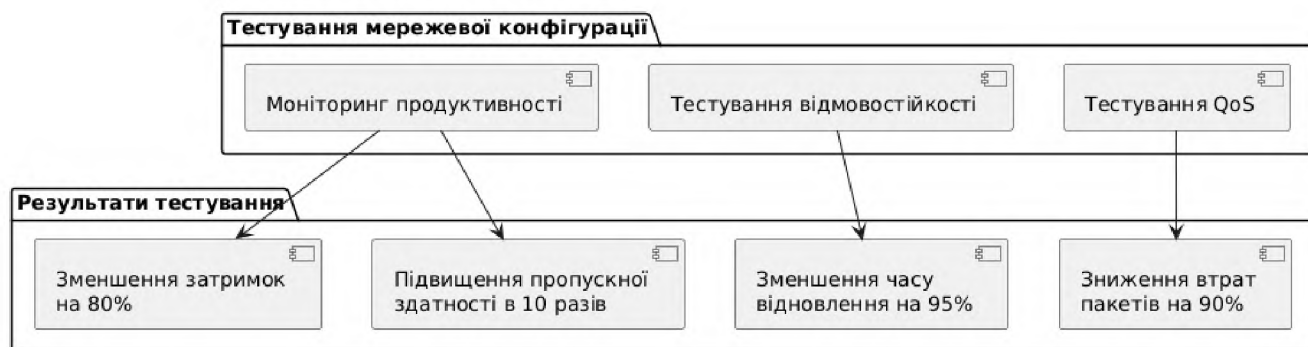 Тестування мережевої конфігурації
Моніторинг продуктивності
Тестування відмовостійкості
Тестування QoS
Результати тестування
Зменшення затримок
на 80%
Підвищення пропускної
здатності в 10 разів
Зменшення часу
відновлення на 95%
Зниження втрат
пакетів на 90%